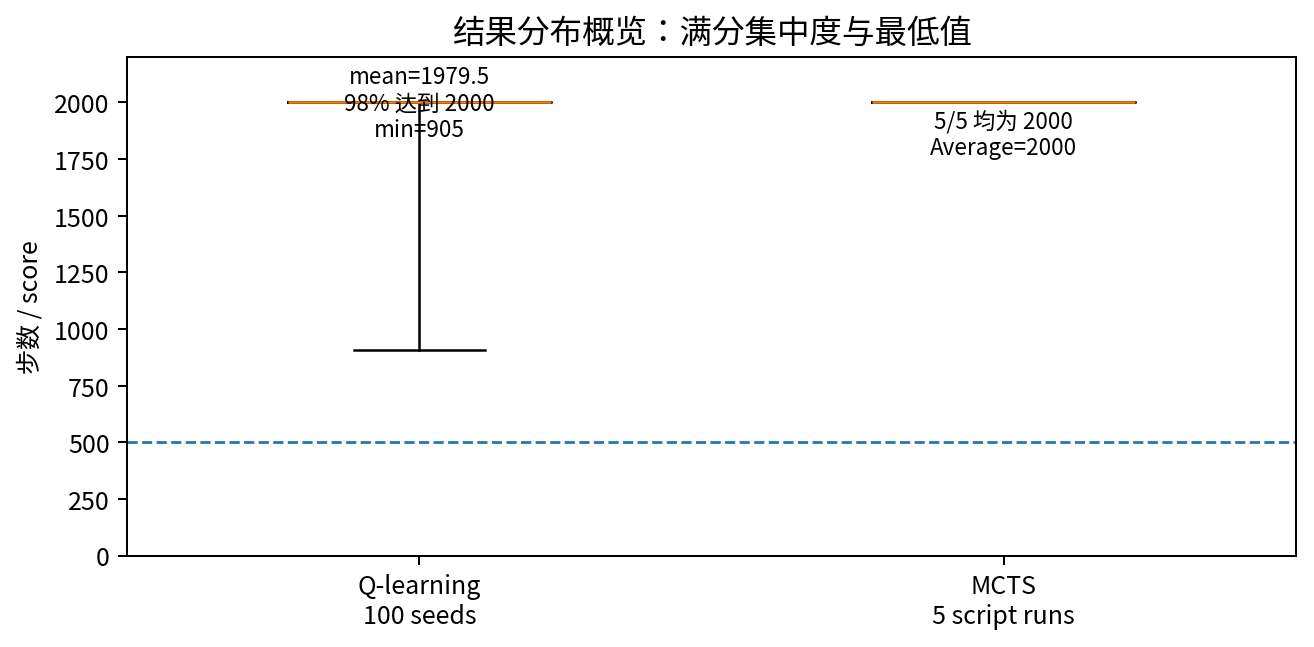 结果分布概览：满分集中度与最低值
步数 / score
2000
1750
1500
1250
1000
750
500
250
0
mean=1979.5
98% 达到 2000
min=905
5/5 均为 2000
Average=2000
Q-learning
100 seeds
MCTS
5 script runs